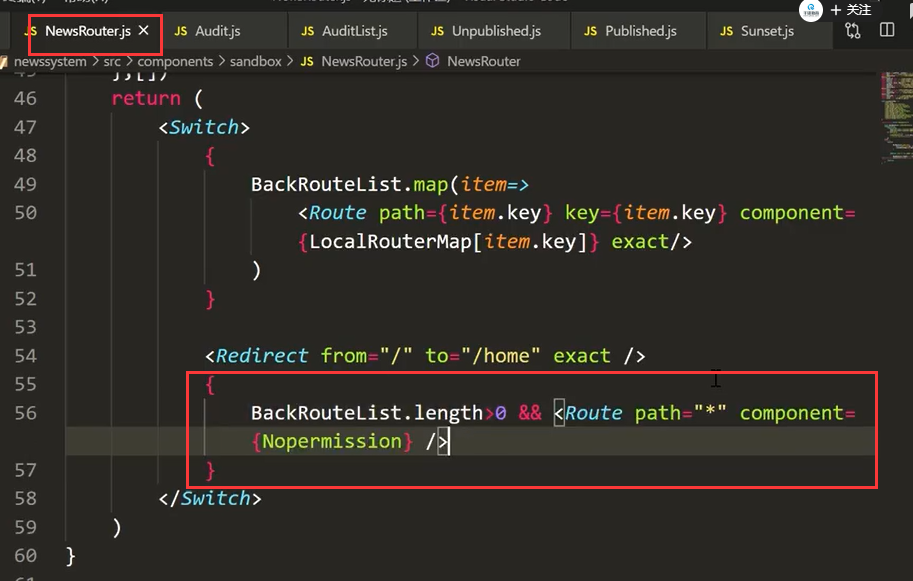 关注
NewsRouter.js
JS Audit.js
JS AuditList.js
JS Unpublished.js
JS Published.js
JS Sunset.js
newssystem > src > components > sandbox > JS NewsRouter.js > NewsRouter
46 return (
47 <Switch>
48 {
49 BackRouteList.map(item=>
50 <Route path={item.key} key={item.key} component=
{LocalRouterMap[item.key]} exact/>
51 )
52 }
53
54 <Redirect from="/" to="/home" exact />
55 {
56 BackRouteList.length>0 && <Route path="*" component=
{Nopermission} />
57 }
58 </Switch>
59 )
60 }